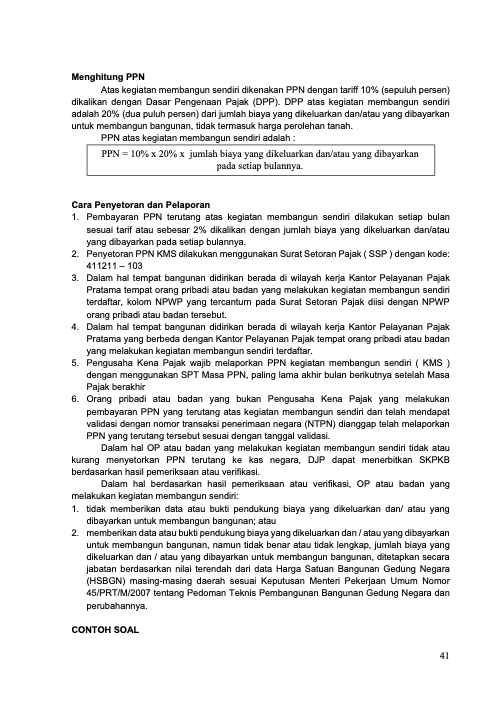 Menghitung PPN
Atas kegiatan membangun sendiri dikenakan PPN dengan tariff 10% (sepuluh persen)
dikalikan dengan Dasar Pengenaan Pajak (DPP). DPP atas kegiatan membangun sendiri
adalah 20% (dua puluh persen) dari jumlah biaya yang dikeluarkan dan/atau yang dibayarkan
untuk membangun bangunan, tidak termasuk harga perolehan tanah.
PPN atas kegiatan membangun sendiri adalah :
PPN = 10% x 20% x jumlah biaya yang dikeluarkan dan/atau yang dibayarkan
pada setiap bulannya.
Cara Penyetoran dan Pelaporan
1. Pembayaran PPN terutang atas kegiatan membangun sendiri dilakukan setiap bulan
sesuai tarif atau sebesar 2% dikalikan dengan jumlah biaya yang dikeluarkan dan/atau
yang dibayarkan pada setiap bulannya.
2. Penyetoran PPN KMS dilakukan menggunakan Surat Setoran Pajak ( SSP ) dengan kode:
411211 – 103
3. Dalam hal tempat bangunan didirikan berada di wilayah kerja Kantor Pelayanan Pajak
Pratama tempat orang pribadi atau badan yang melakukan kegiatan membangun sendiri
terdaftar, kolom NPWP yang tercantum pada Surat Setoran Pajak diisi dengan NPWP
orang pribadi atau badan tersebut.
4. Dalam hal tempat bangunan didirikan berada di wilayah kerja Kantor Pelayanan Pajak
Pratama yang berbeda dengan Kantor Pelayanan Pajak tempat orang pribadi atau badan
yang melakukan kegiatan membangun sendiri terdaftar.
5. Pengusaha Kena Pajak wajib melaporkan PPN kegiatan membangun sendiri ( KMS )
dengan menggunakan SPT Masa PPN, paling lama akhir bulan berikutnya setelah Masa
Pajak berakhir
6. Orang pribadi atau badan yang bukan Pengusaha Kena Pajak yang melakukan
pembayaran PPN yang terutang atas kegiatan membangun sendiri dan telah mendapat
validasi dengan nomor transaksi penerimaan negara (NTPN) dianggap telah melaporkan
PPN yang terutang tersebut sesuai dengan tanggal validasi.
Dalam hal OP atau badan yang melakukan kegiatan membangun sendiri tidak atau
kurang menyetorkan PPN terutang ke kas negara, DJP dapat menerbitkan SKPKB
berdasarkan hasil pemeriksaan atau verifikasi.
Dalam hal berdasarkan hasil pemeriksaan atau verifikasi, OP atau badan yang
melakukan kegiatan membangun sendiri:
1. tidak memberikan data atau bukti pendukung biaya yang dikeluarkan dan/ atau yang
dibayarkan untuk membangun bangunan; atau
2. memberikan data atau bukti pendukung biaya yang dikeluarkan dan / atau yang dibayarkan
untuk membangun bangunan, namun tidak benar atau tidak lengkap, jumlah biaya yang
dikeluarkan dan / atau yang dibayarkan untuk membangun bangunan, ditetapkan secara
jabatan berdasarkan nilai terendah dari data Harga Satuan Bangunan Gedung Negara
(HSBGN) masing-masing daerah sesuai Keputusan Menteri Pekerjaan Umum Nomor
45/PRT/M/2007 tentang Pedoman Teknis Pembangunan Bangunan Gedung Negara dan
perubahannya.
CONTOH SOAL
41